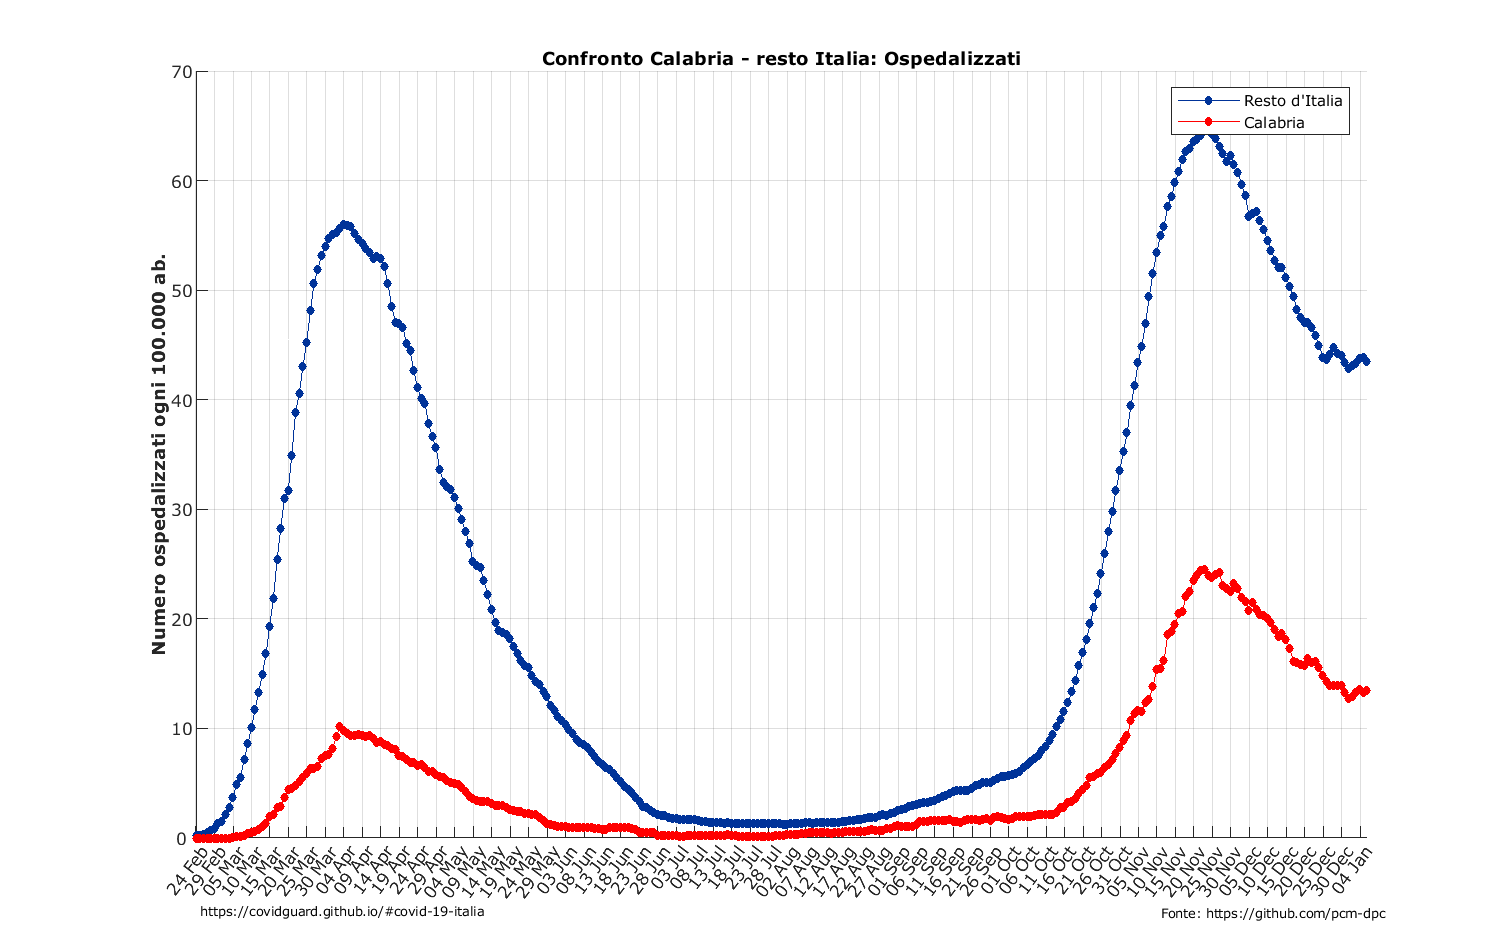 Confronto Calabria - resto Italia: Ospedalizzati
Resto d'Italia
Calabria
Numero ospedalizzati ogni 100.000 ab.
70
60
50
40
30
20
10
0
24 Feb
29 Feb
05 Mar
10 Mar
15 Mar
20 Mar
25 Mar
30 Mar
04 Apr
09 Apr
14 Apr
19 Apr
24 Apr
29 Apr
04 May
09 May
14 May
19 May
24 May
29 May
03 Jun
08 Jun
13 Jun
18 Jun
23 Jun
28 Jun
03 Jul
08 Jul
13 Jul
18 Jul
23 Jul
28 Jul
02 Aug
07 Aug
12 Aug
17 Aug
22 Aug
27 Aug
01 Sep
06 Sep
11 Sep
16 Sep
21 Sep
26 Sep
01 Oct
06 Oct
11 Oct
16 Oct
21 Oct
26 Oct
31 Oct
05 Nov
10 Nov
15 Nov
20 Nov
25 Nov
30 Nov
05 Dec
10 Dec
15 Dec
20 Dec
25 Dec
30 Dec
04 Jan
https://covidguard.github.io/#covid-19-italia
Fonte: https://github.com/pcm-dpc